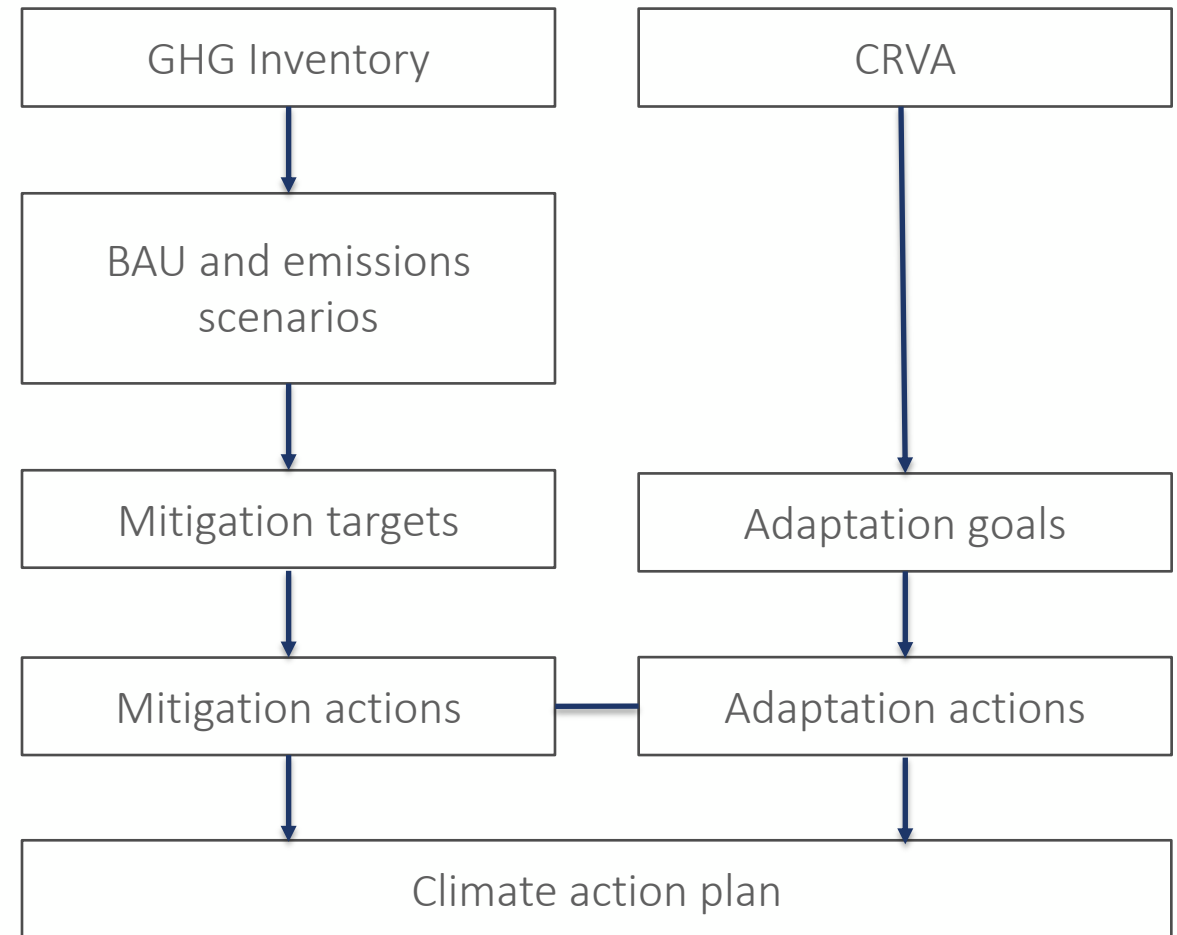 GHG Inventory
CRVA
BAU and emissions
scenarios
Mitigation targets
Adaptation goals
Mitigation actions
Adaptation actions
Climate action plan